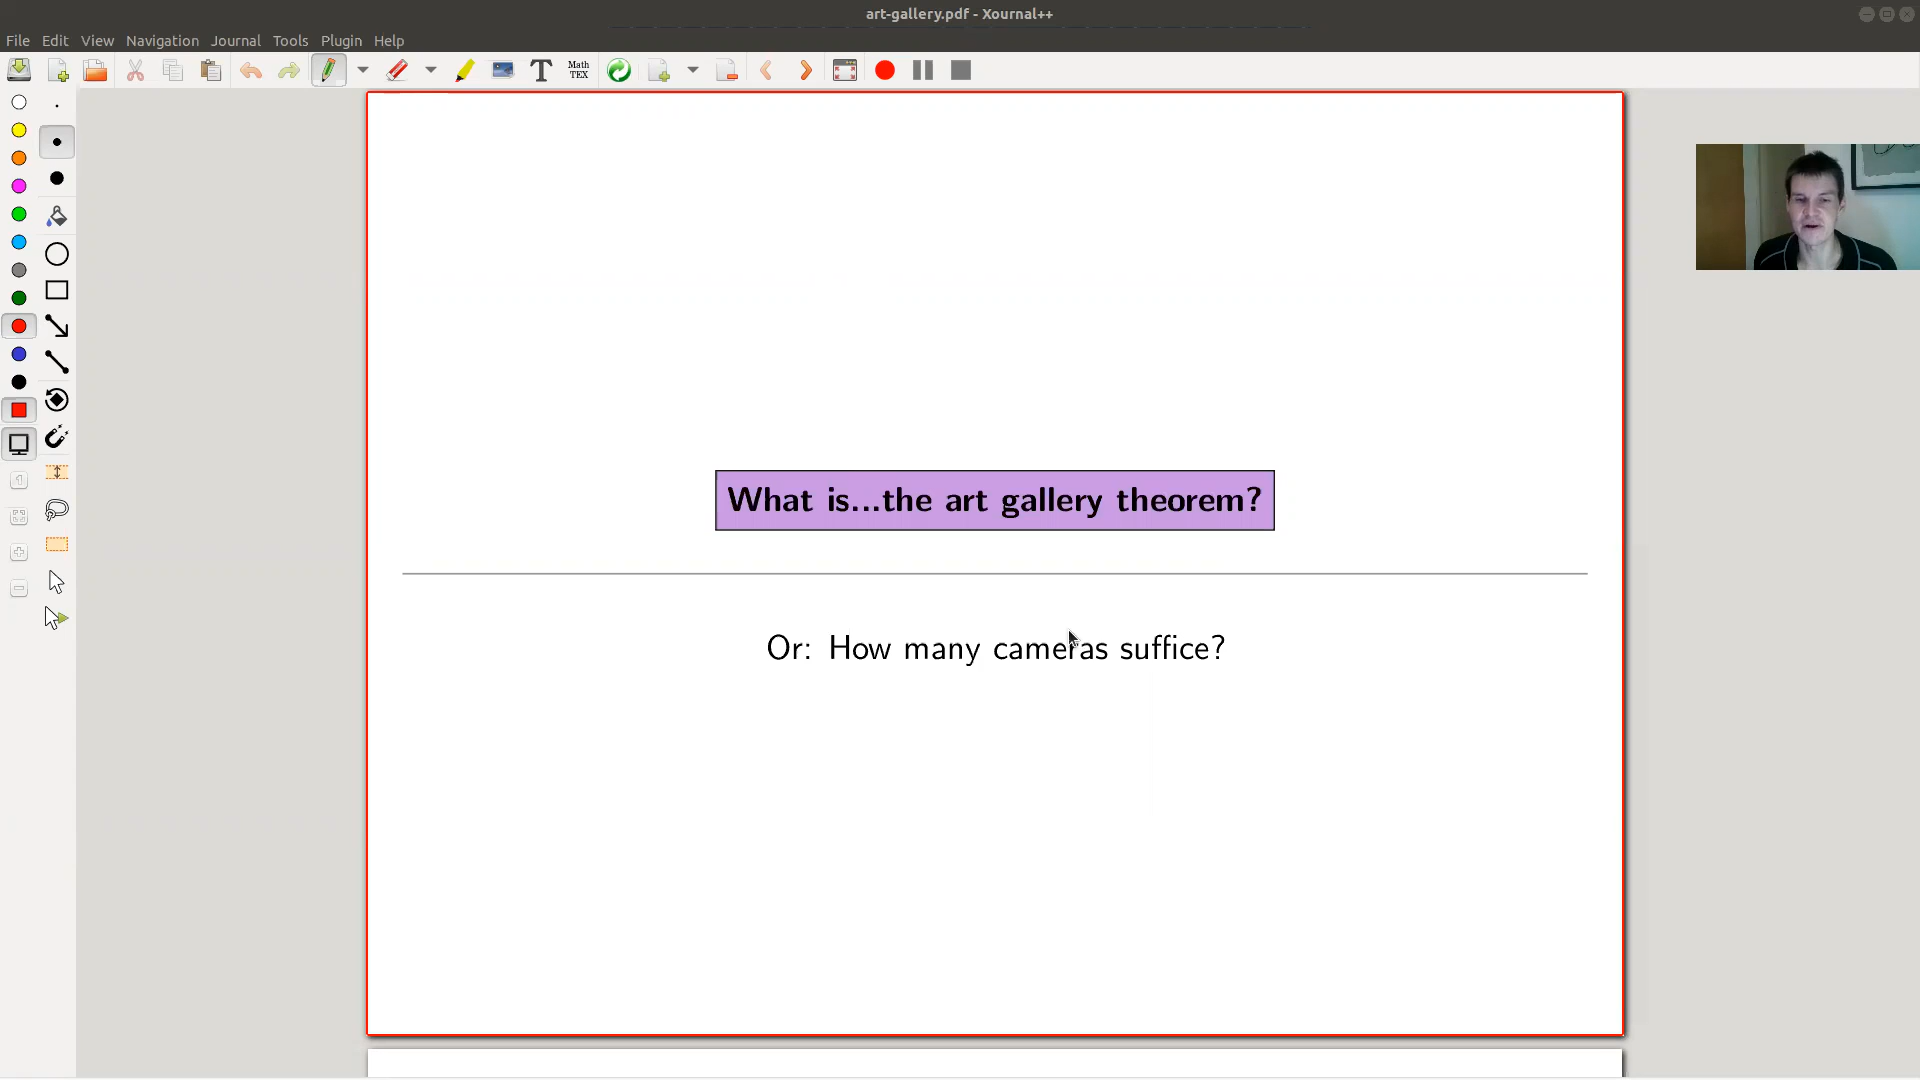 art-gallery.pdf - Xournal++
File Edit View Navigation Journal Tools Plugin Help
Math
TEX
What is...the art gallery theorem?
Or: How many cameras suffice?